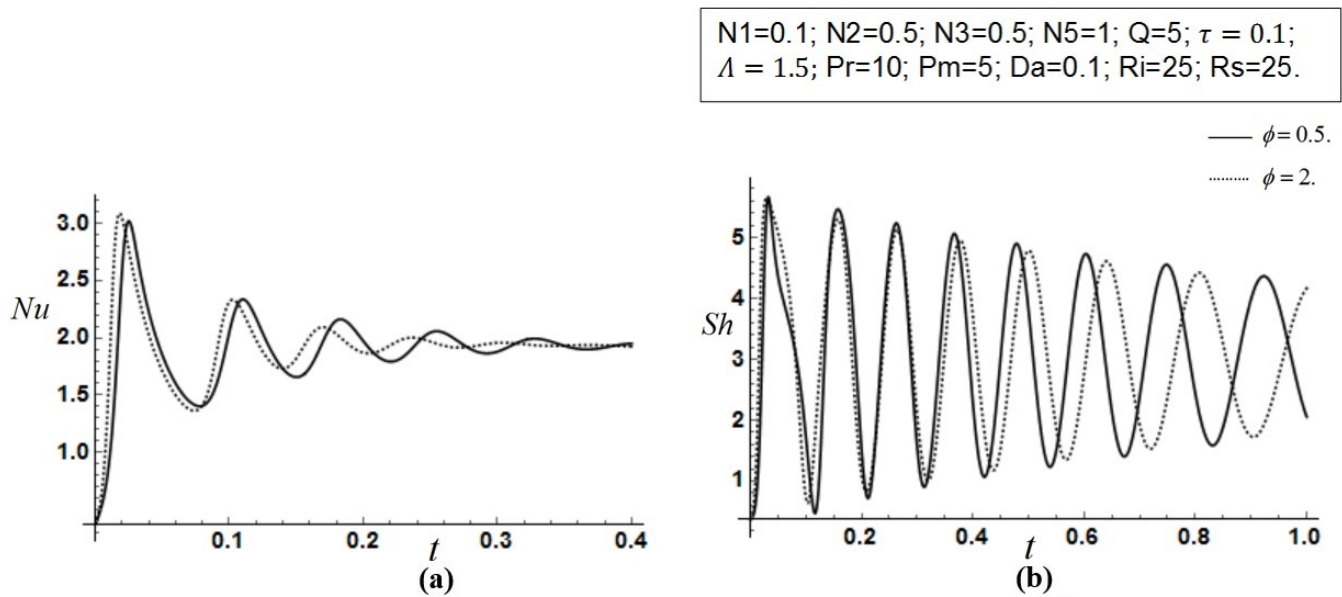 N1=0.1; N2=0.5; N3=0.5; N5=1; Q=5; τ = 0.1;
Λ = 1.5; Pr=10; Pm=5; Da=0.1; Ri=25; Rs=25.
ϕ = 0.5.
ϕ = 2.
3.0
2.5
Nu
2.0
1.5
1.0
0.1
0.2
0.3
0.4
t
(a)
5
4
Sh
3
2
1
0.2
0.4
0.6
0.8
1.0
t
(b)